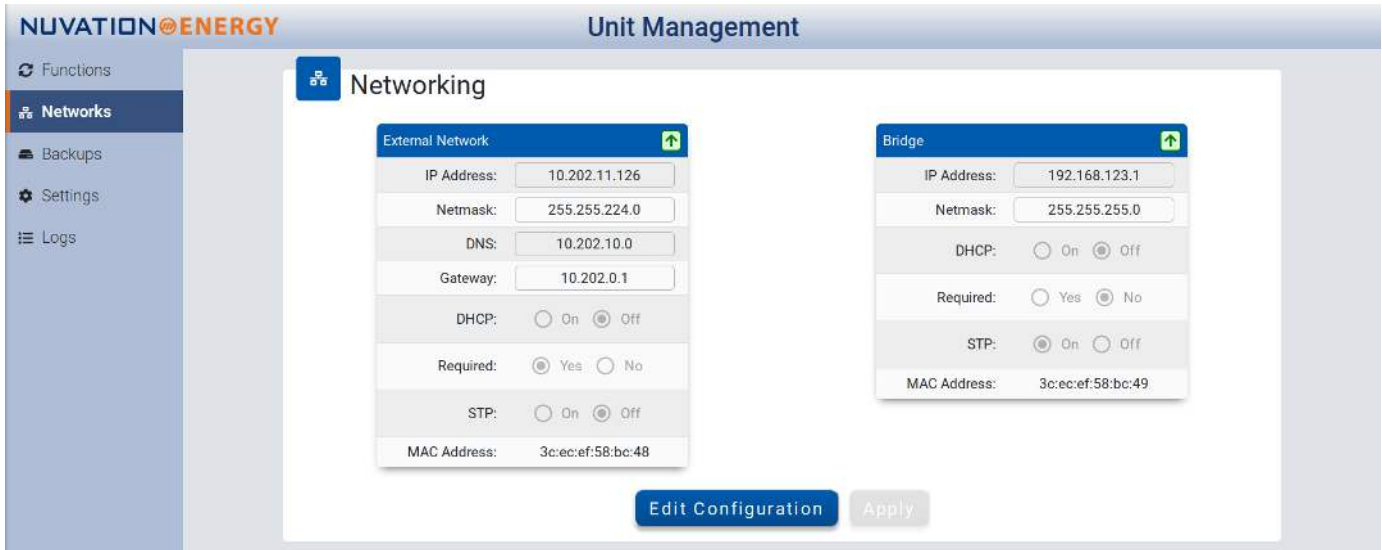 NUVATION ENERGY
Unit Management
Functions
Networks
Backups
Settings
Logs
Networking
External Network
IP Address: 10.202.11.126
Netmask: 255.255.224.0
DNS: 10.202.10.0
Gateway: 10.202.0.1
DHCP: On Off
Required: Yes No
STP: On Off
MAC Address: 3c:ec:ef:58:bc:48
Bridge
IP Address: 192.168.123.1
Netmask: 255.255.255.0
DHCP: On Off
Required: Yes No
STP: On Off
MAC Address: 3c:ec:ef:58:bc:49
Edit Configuration
Apply